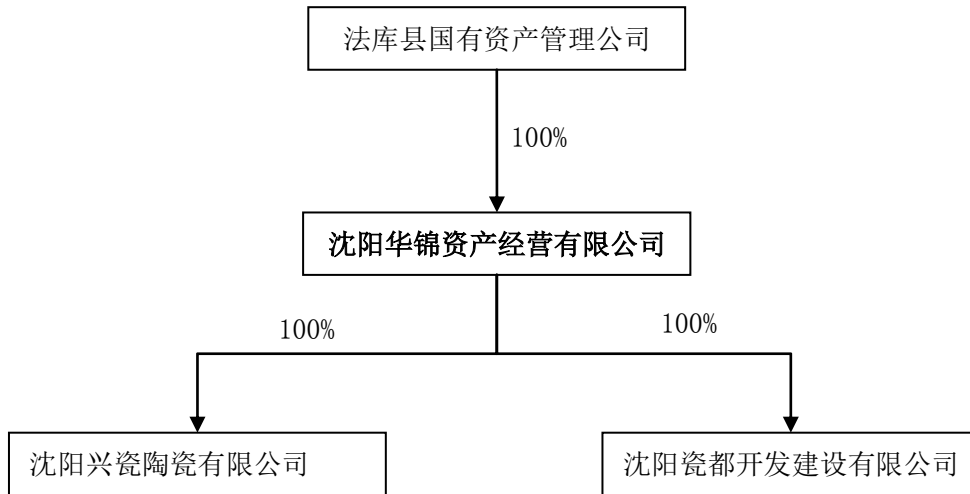 法库县国有资产管理公司
100%
沈阳华锦资产经营有限公司
100%
100%
沈阳兴瓷陶瓷有限公司
沈阳瓷都开发建设有限公司